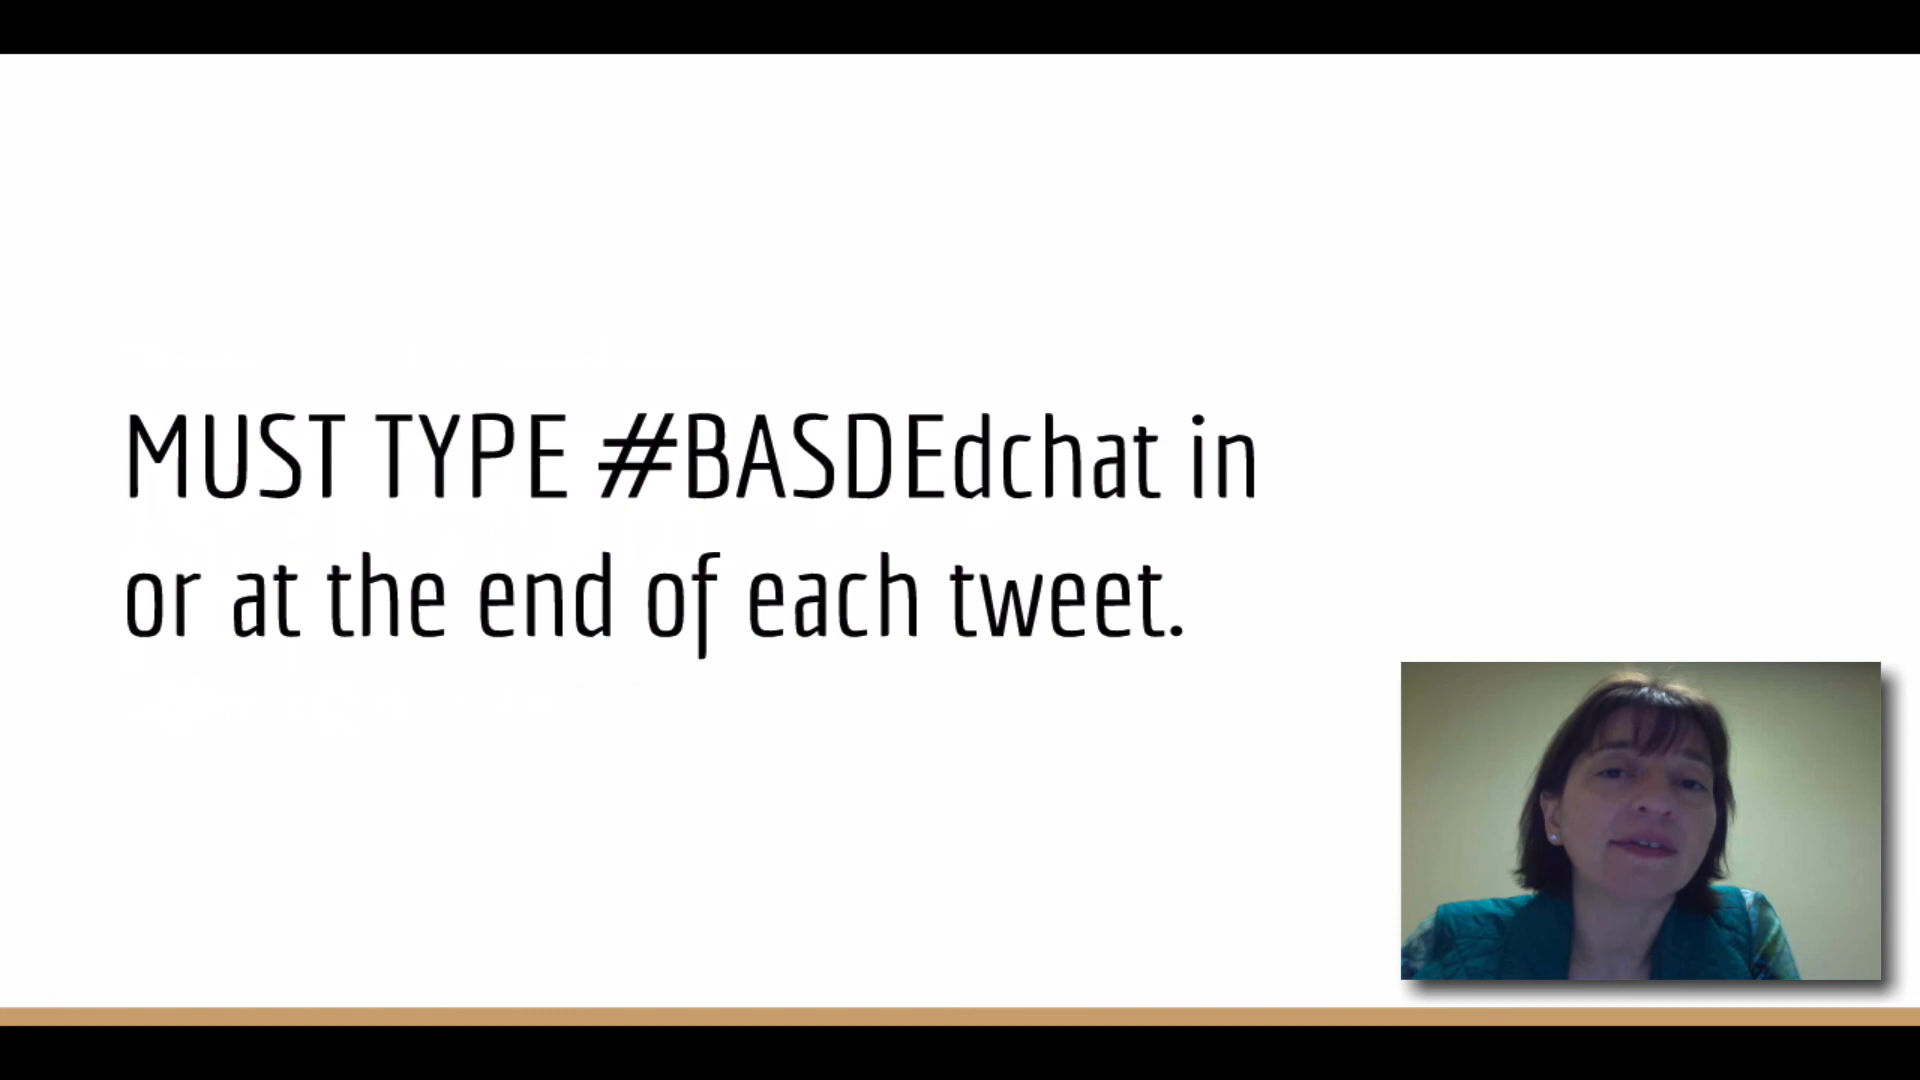 MUST TYPE #BASDEdchat in
or at the end of each tweet.